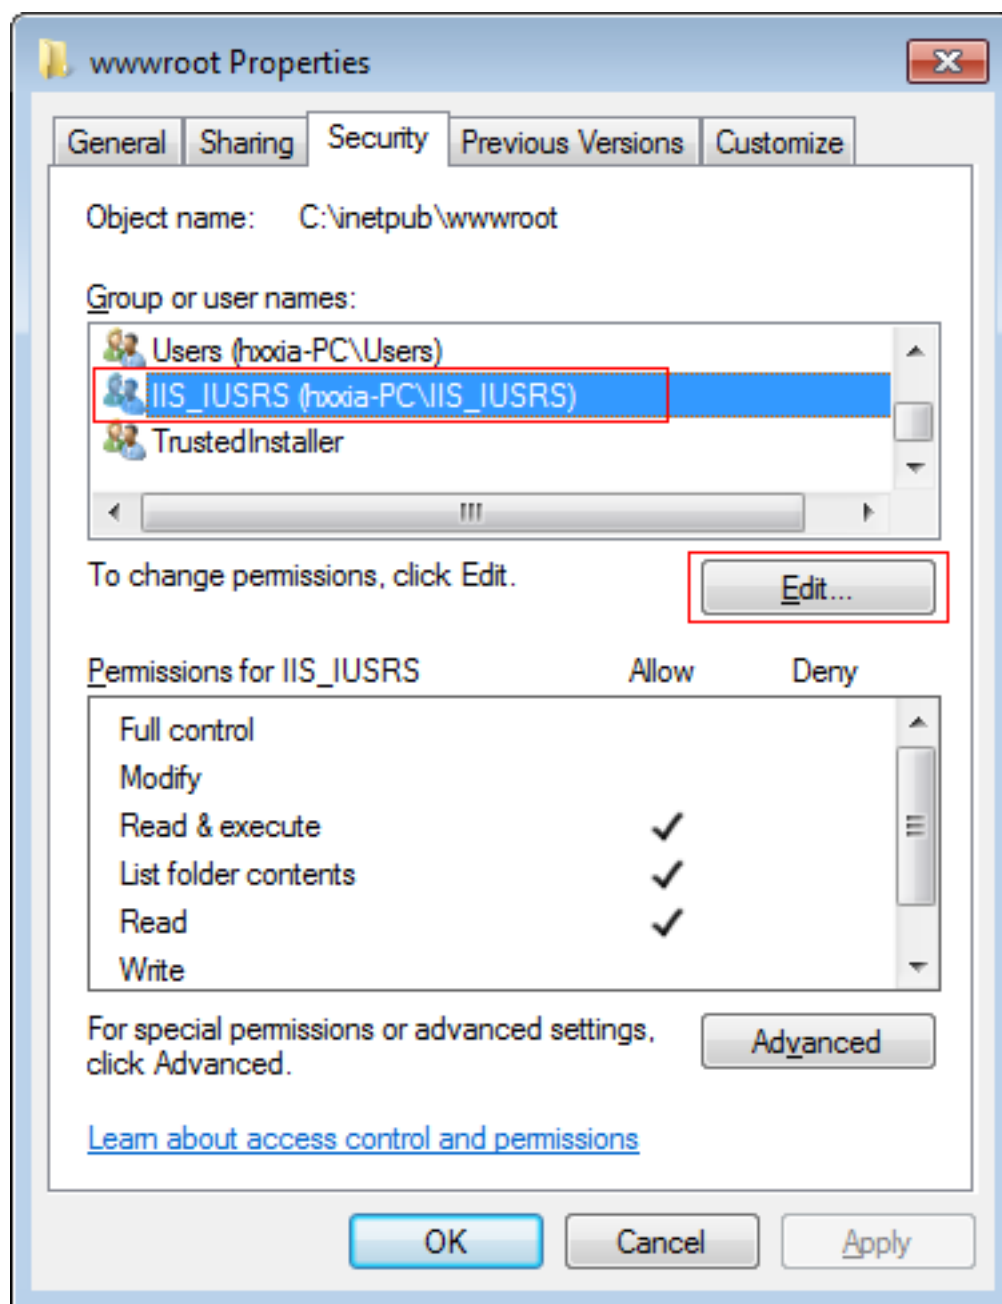 wwwroot Properties
General Sharing Security Previous Versions Customize
Object name: C:\inetpub\wwwroot
Group or user names:
Users (hxxia-PC\Users)
IIS_IUSRS (hxxia-PC\IIS_IUSRS)
TrustedInstaller
To change permissions, click Edit.
Edit...
Permissions for IIS_IUSRS Allow Deny
Full control
Modify
Read & execute
List folder contents
Read
Write
For special permissions or advanced settings,
click Advanced.
Advanced
Learn about access control and permissions
OK Cancel Apply